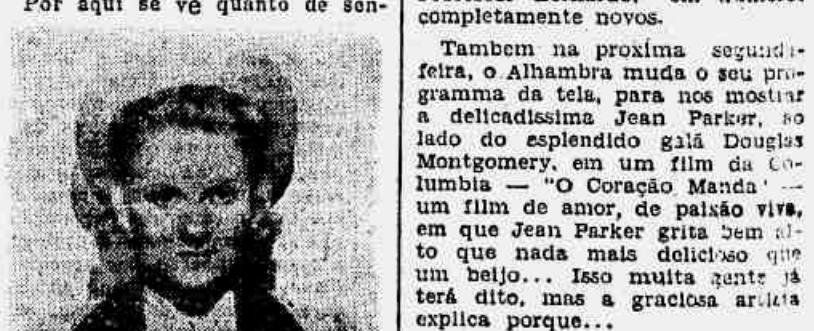 Por aqui se vê quanto de sen-
completamente novos.
Tambem na proxima segunda-
feira, o Alhambra muda o seu pro-
gramma da tela, para nos mostrar
a delicadissima Jean Parker, ao
lado do esplendido galã Douglas
Montgomery, em um film da Co-
lumbia — "O Coração Manda" —
um film de amor, de paixão viva,
em que Jean Parker grita bem al-
to que nada mais delicioso que
um beijo... Isso muita gente já
terá dito, mas a graciosa artista
explica porque...